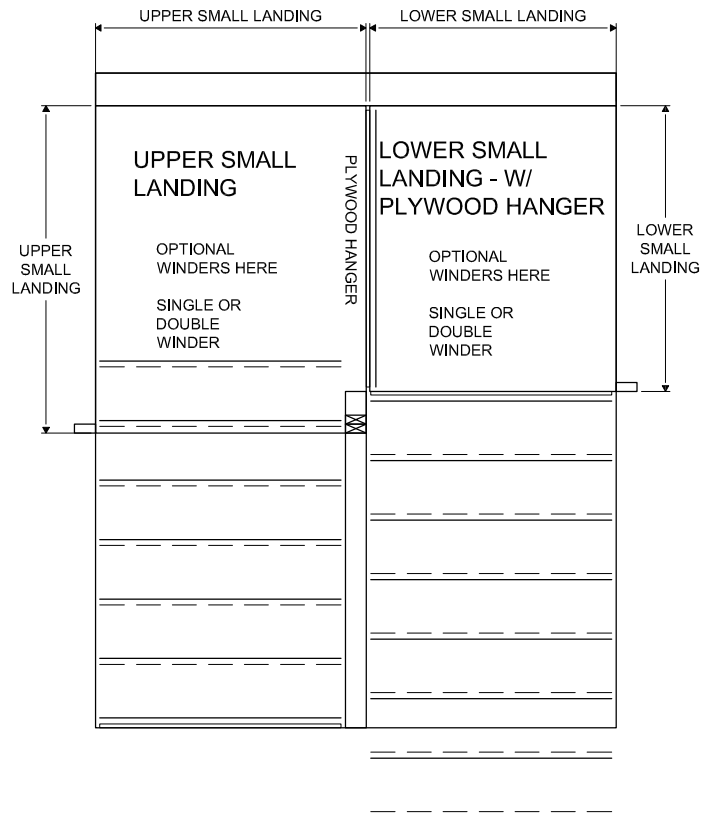 UPPER SMALL LANDING
LOWER SMALL LANDING
UPPER SMALL
LANDING
PLYWOOD HANGER
LOWER SMALL
LANDING - W/
PLYWOOD HANGER
UPPER
SMALL
LANDING
OPTIONAL
WINDERS HERE
SINGLE OR
DOUBLE
WINDER
OPTIONAL
WINDERS HERE
SINGLE OR
DOUBLE
WINDER
LOWER
SMALL
LANDING